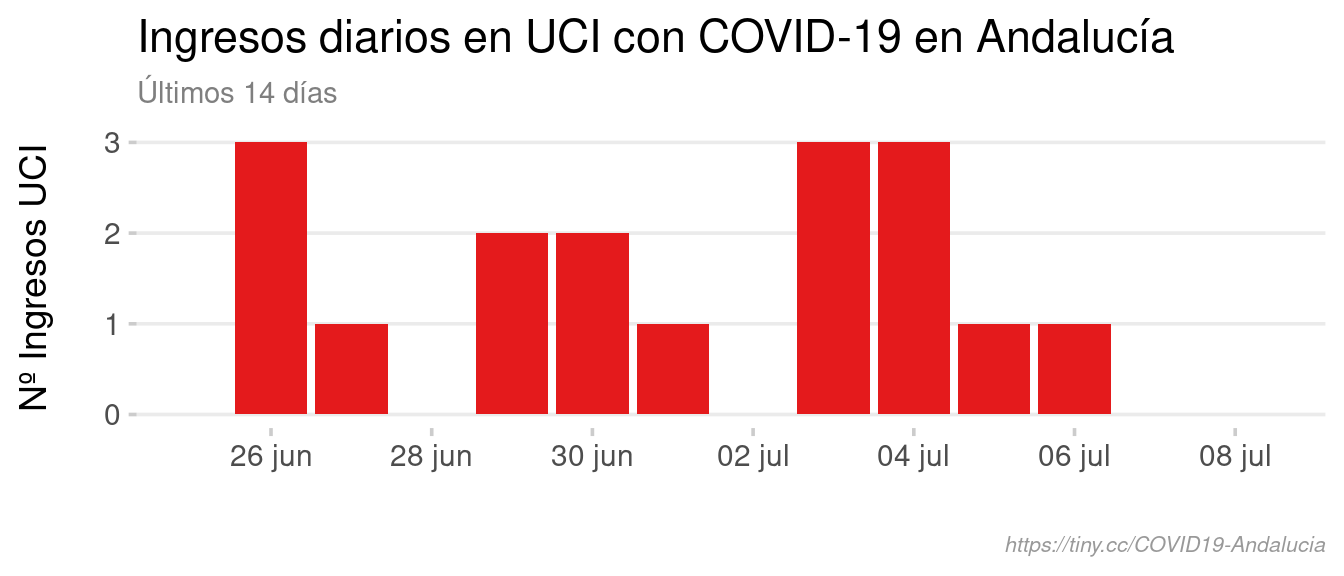 Ingresos diarios en UCI con COVID-19 en Andalucía
Últimos 14 días
Nº Ingresos UCI
3
2
1
0
26 jun
28 jun
30 jun
02 jul
04 jul
06 jul
08 jul
https://tiny.cc/COVID19-Andalucia